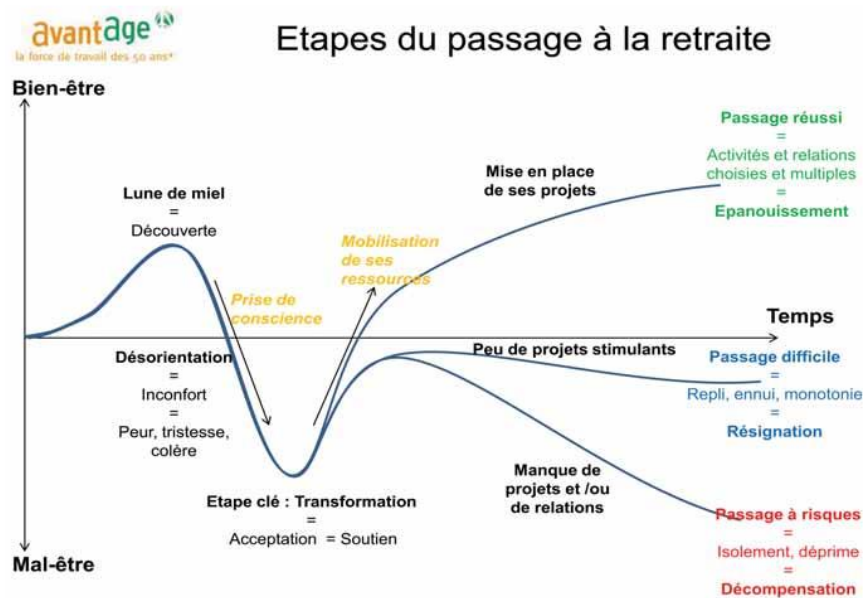 avantAge
la force de travail des 50 ans+
Etapes du passage à la retraite
Bien-être
Lune de miel
=
Découverte
Prise de
conscience
Désorientation
=
Inconfort
=
Peur, tristesse,
colère
Etape clé : Transformation
=
Acceptation = Soutien
Mobilisation
de ses
ressources
Mise en place
de ses projets
Passage réussi
=
Activités et relations
choisies et multiples
=
Epanouissement
Temps
Peu de projets stimulants
Passage difficile
=
Repli, ennui, monotonie
=
Résignation
Manque de
projets et /ou
de relations
Passage à risques
=
Isolement, déprime
=
Décompensation
Mal-être